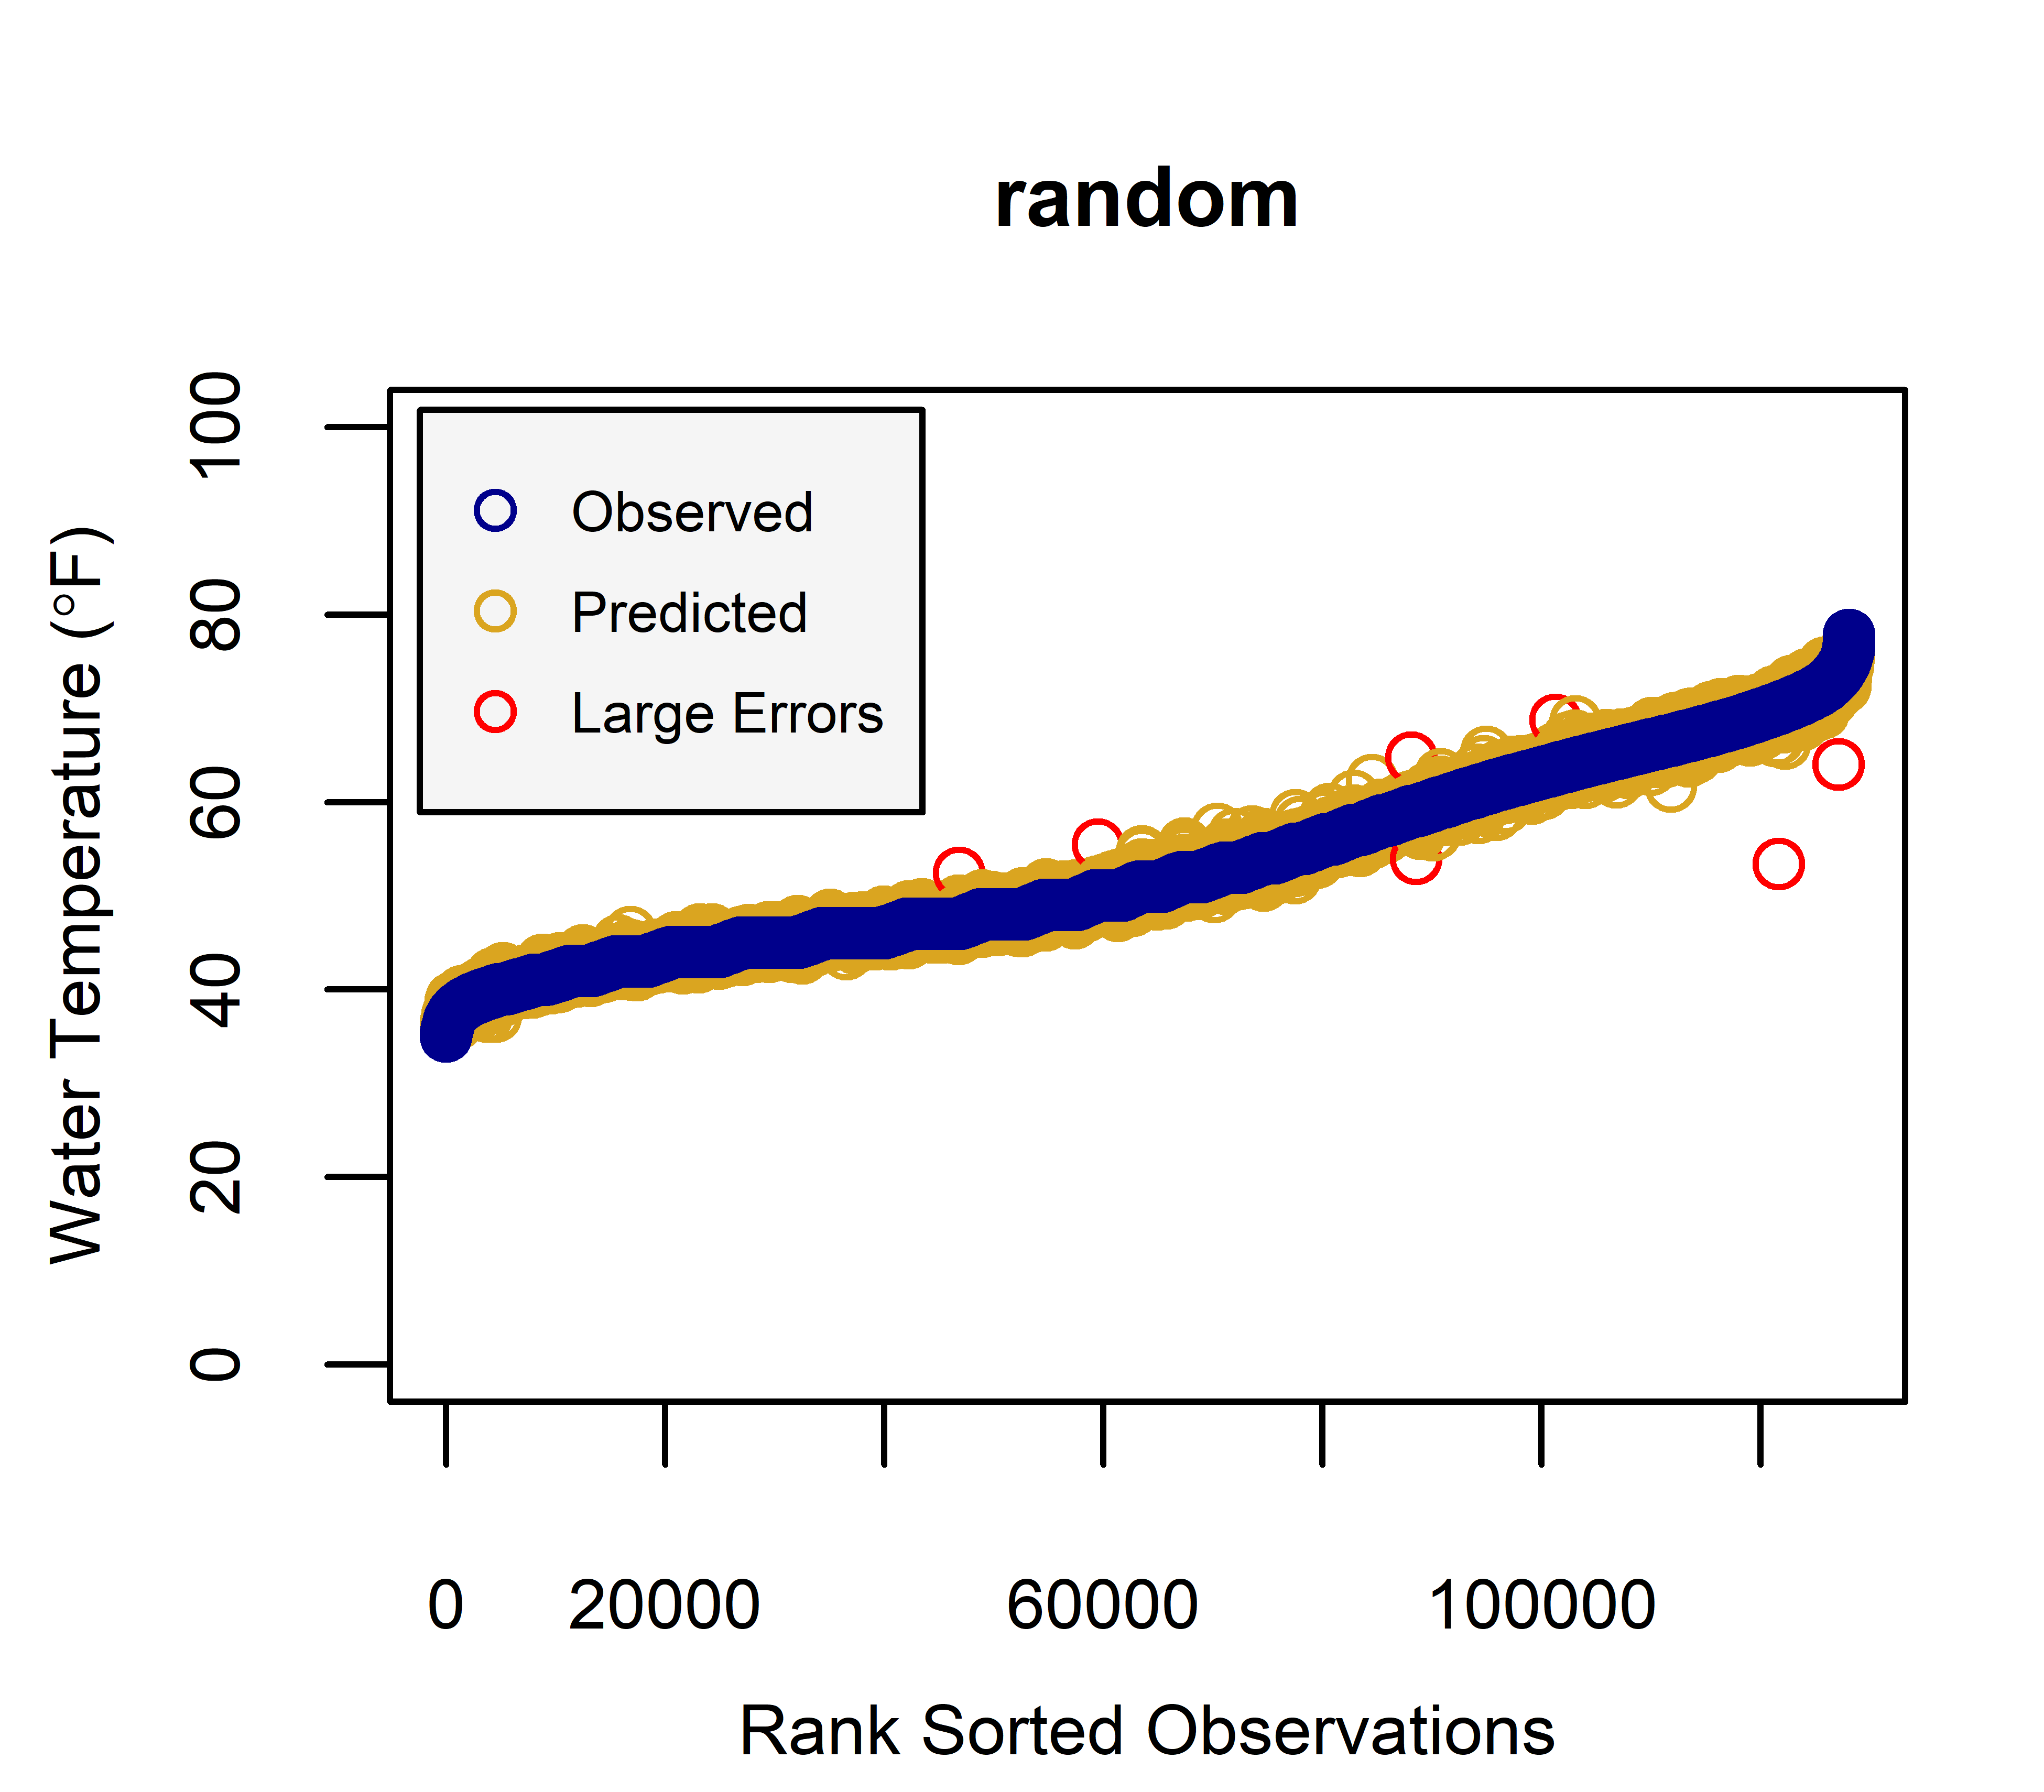 random
Water Temperature (°F)
100
80
60
40
20
0
Observed
Predicted
Large Errors
0 20000 60000 100000
Rank Sorted Observations